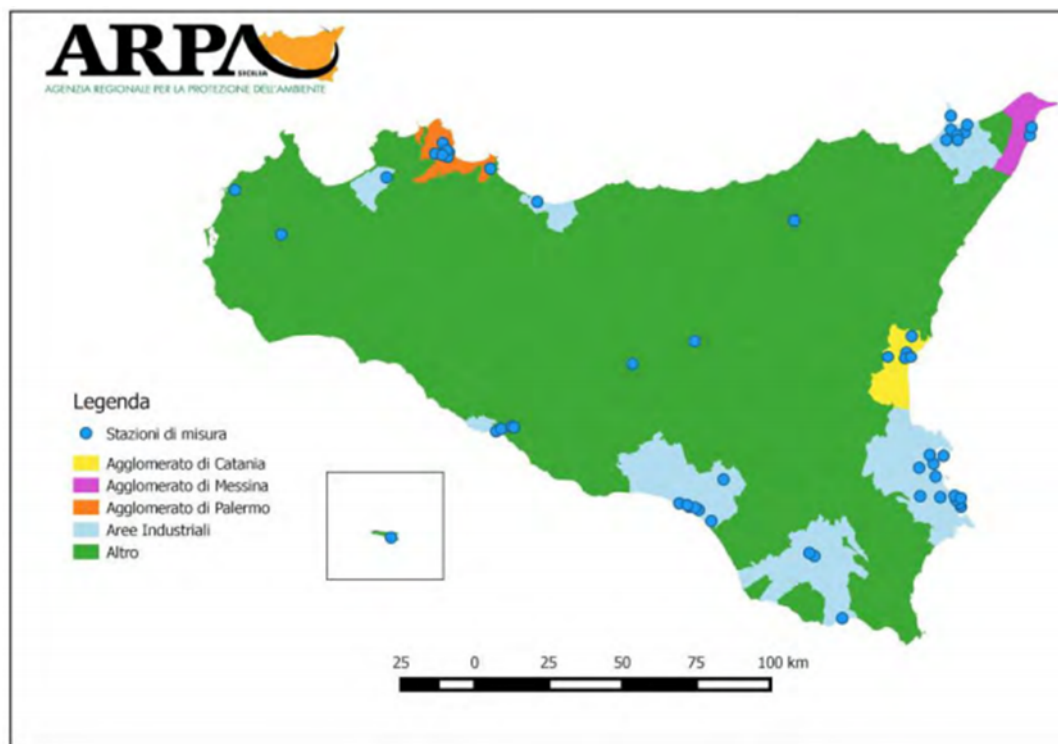 ARPA
SICILIA
AGENZIA REGIONALE PER LA PROTEZIONE DELL'AMBIENTE
Legenda
Stazioni di misura
Agglomerato di Catania
Agglomerato di Messina
Agglomerato di Palermo
Aree Industriali
Altro
25 0 25 50 75 100 km